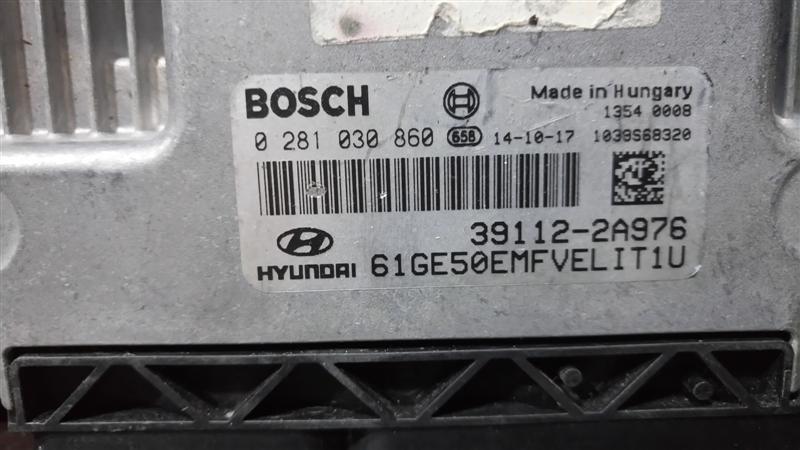 BOSCH
Made in Hungary
1354 0008
0 281 030 860 658 14-10-17 1039S68320
39112-2A976
HYUNDAI 61GE50EMFVELIT1U